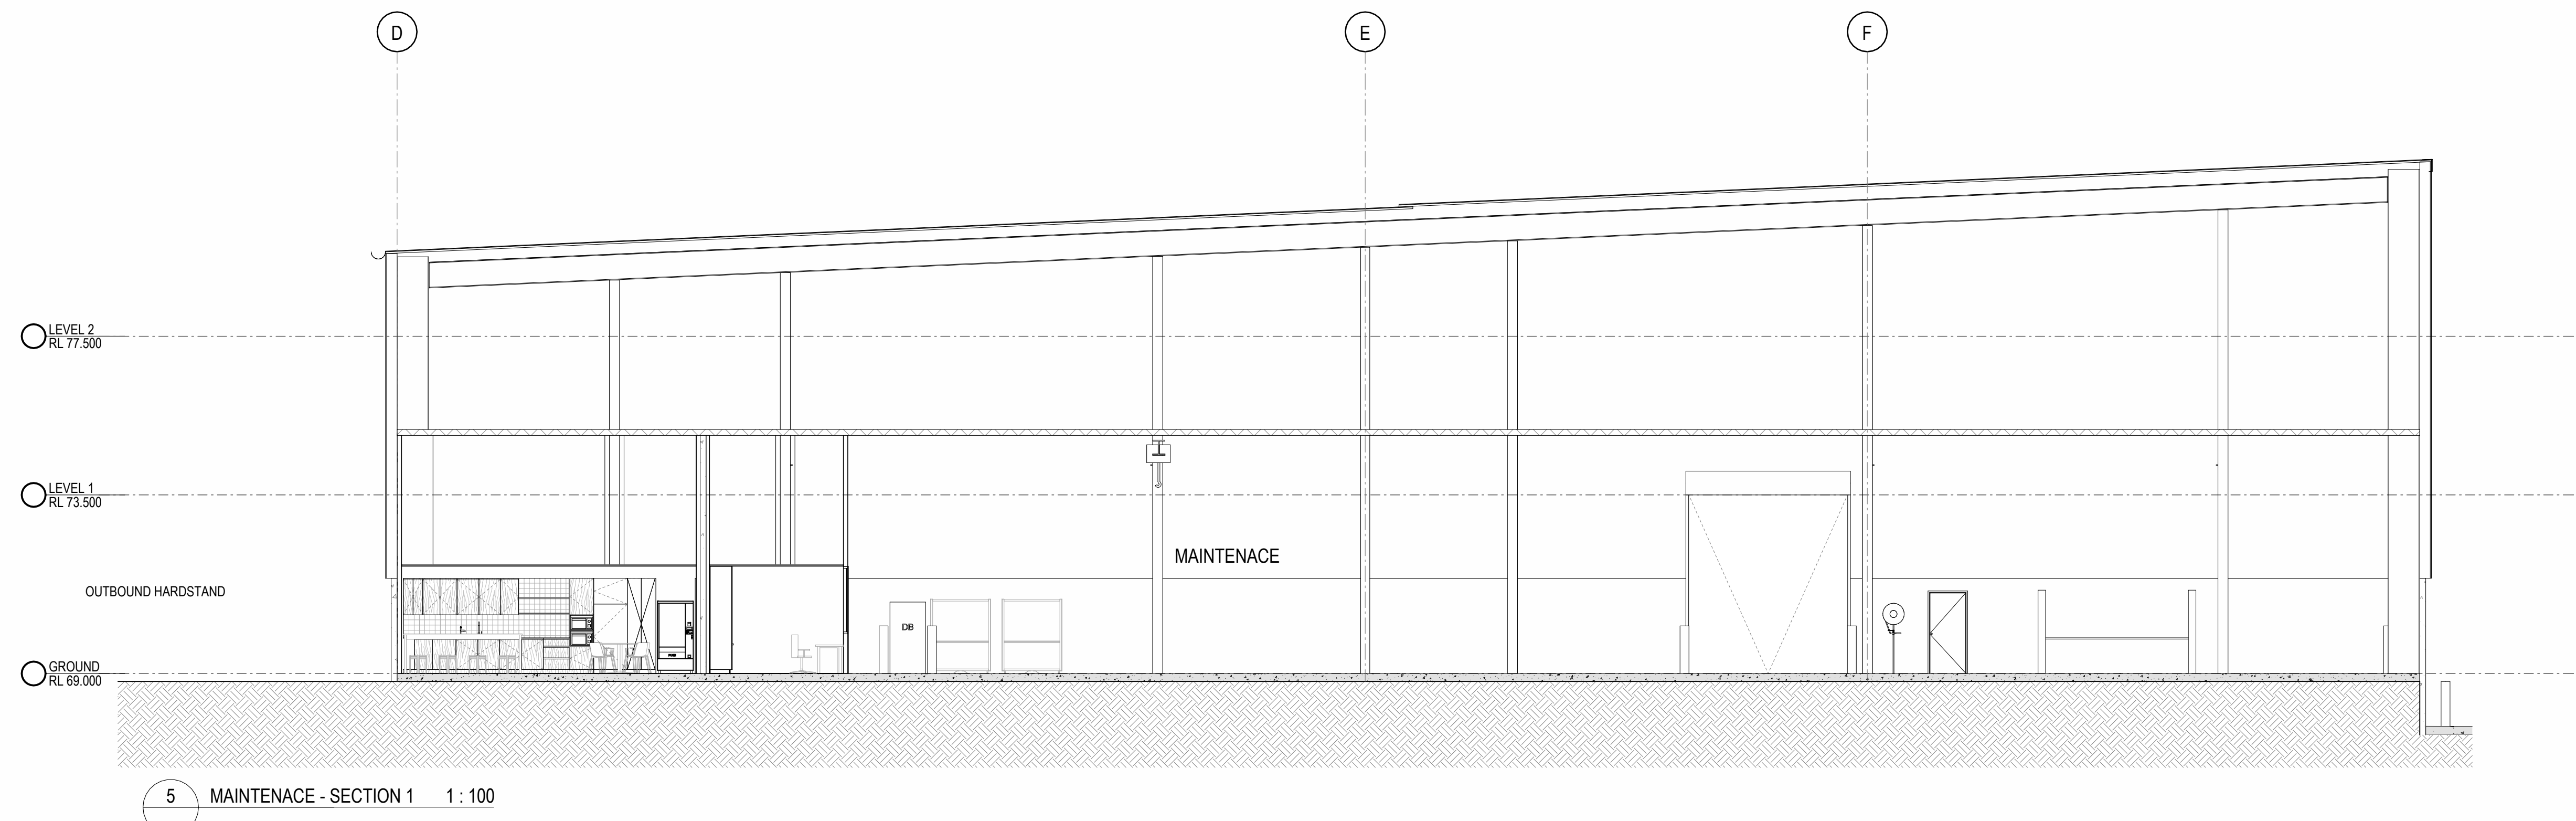 D
E
F
LEVEL 2
RL 77.500
LEVEL 1
RL 73.500
MAINTENACE
OUTBOUND HARDSTAND
DB
GROUND
RL 69.000
5 MAINTENACE - SECTION 1 1 : 100